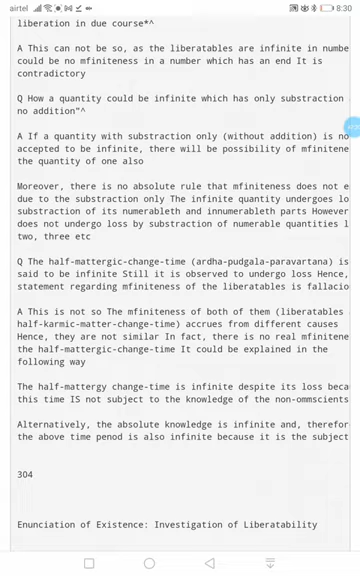 airtel
8:30
liberation in due course*^
A This can not be so, as the liberatables are infinite in numbe
could be no mfiniteness in a number which has an end It is
contradictory
Q How a quantity could be infinite which has only substraction
no addition"^
A If a quantity with substraction only (without addition) is no
accepted to be infinite, there will be possibility of mfinitene
the quantity of one also
Moreover, there is no absolute rule that mfiniteness does not e
due to the substraction only The infinite quantity undergoes lo
substraction of its numerableth and innumerableth parts However
does not undergo loss by substraction of numerable quantities l
two, three etc
Q The half-mattergic-change-time (ardha-pudgala-paravartana) is
said to be infinite Still it is observed to undergo loss Hence,
statement regarding mfiniteness of the liberatables is fallacio
A This is not so The mfiniteness of both of them (liberatables
half-karmic-matter-change-time) accrues from different causes
Hence, they are not similar In fact, there is no real mfinitene
the half-mattergic-change-time It could be explained in the
following way
The half-mattergy change-time is infinite despite its loss beca
this time IS not subject to the knowledge of the non-ommscients
Alternatively, the absolute knowledge is infinite and, therefor
the above time penod is also infinite because it is the subject
304
Enunciation of Existence: Investigation of Liberatability